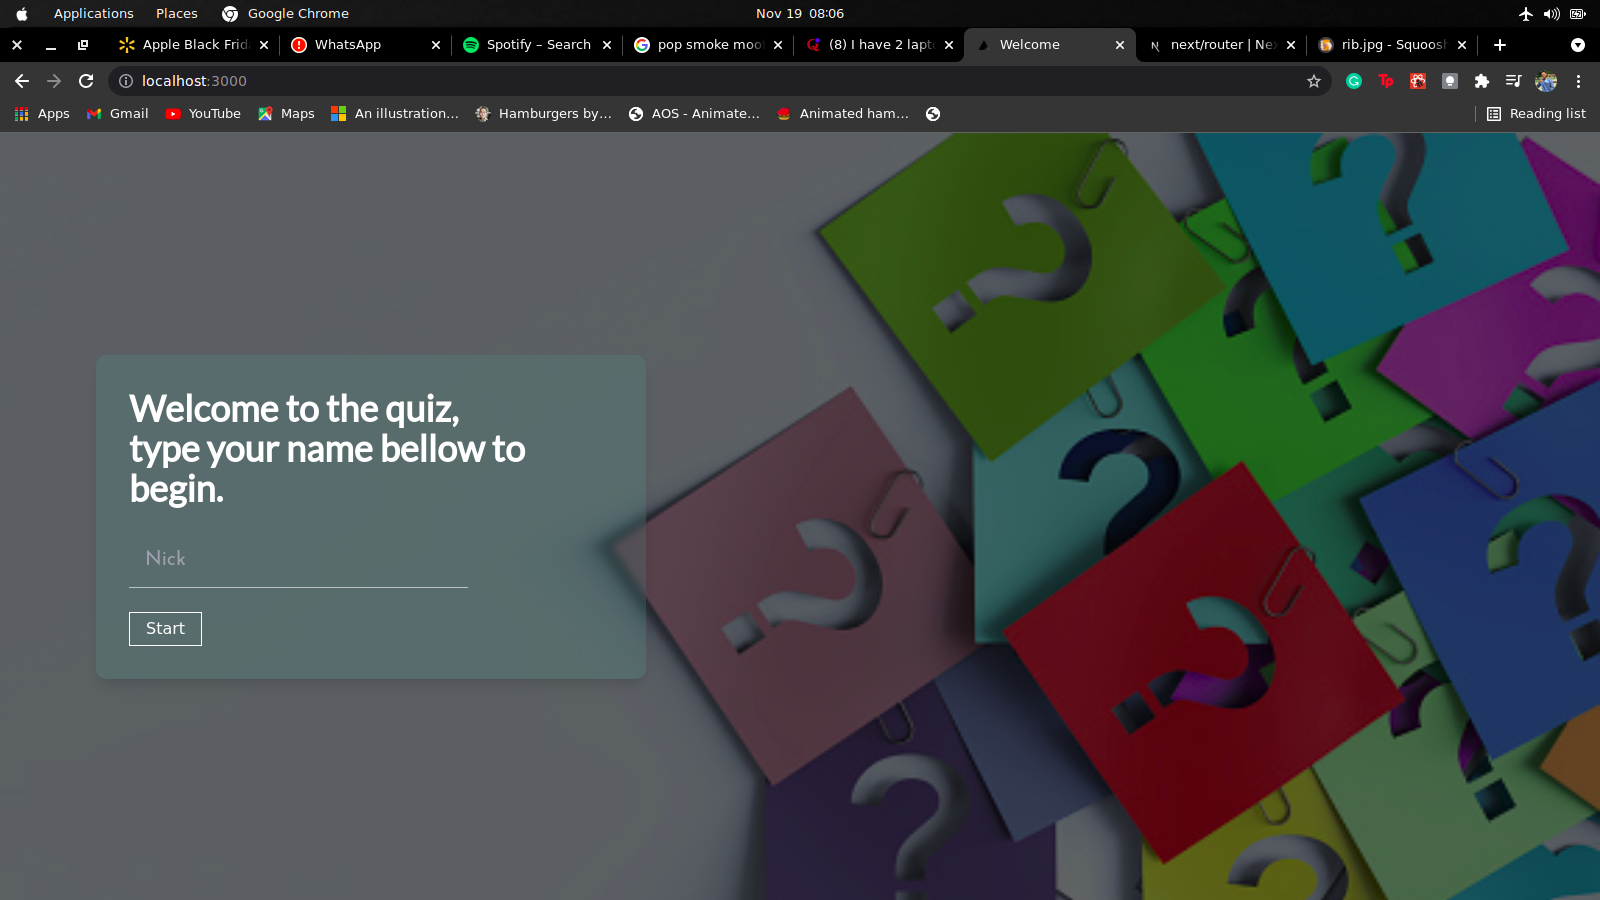 Applications Places Google Chrome Nov 19 08:06
Apple Black Frid WhatsApp Spotify – Search pop smoke moo (8) I have 2 lapt Welcome next/router | Ne rib.jpg - Squoosh
localhost:3000
Apps Gmail YouTube Maps An illustration… Hamburgers by… AOS - Animate… Animated ham… Reading list
Welcome to the quiz,
type your name bellow to
begin.
Nick
Start